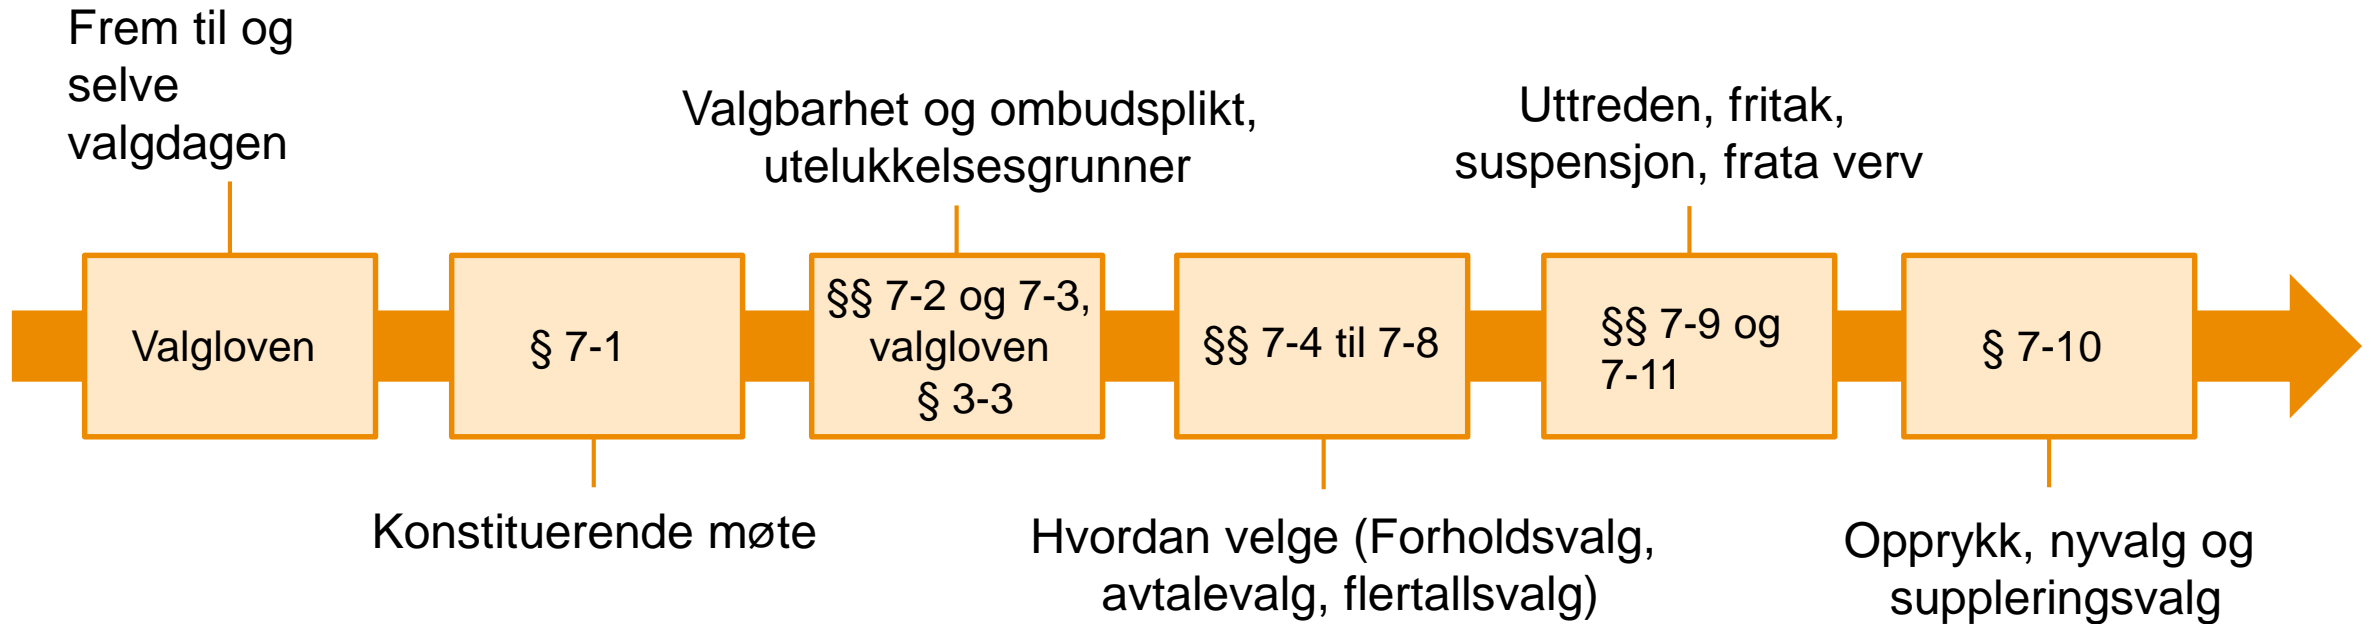 Frem til og
selve
valgdagen
Valgloven
§ 7-1
Konstituerende møte
Valgbarhet og ombudsplikt,
utelukkelsesgrunner
§§ 7-2 og 7-3,
valgloven
§ 3-3
§§ 7-4 til 7-8
Hvordan velge (Forholdsvalg,
avtalevalg, flertallsvalg)
Uttreden, fritak,
suspensjon, frata verv
§§ 7-9 og
7-11
§ 7-10
Opprykk, nyvalg og
suppleringsvalg